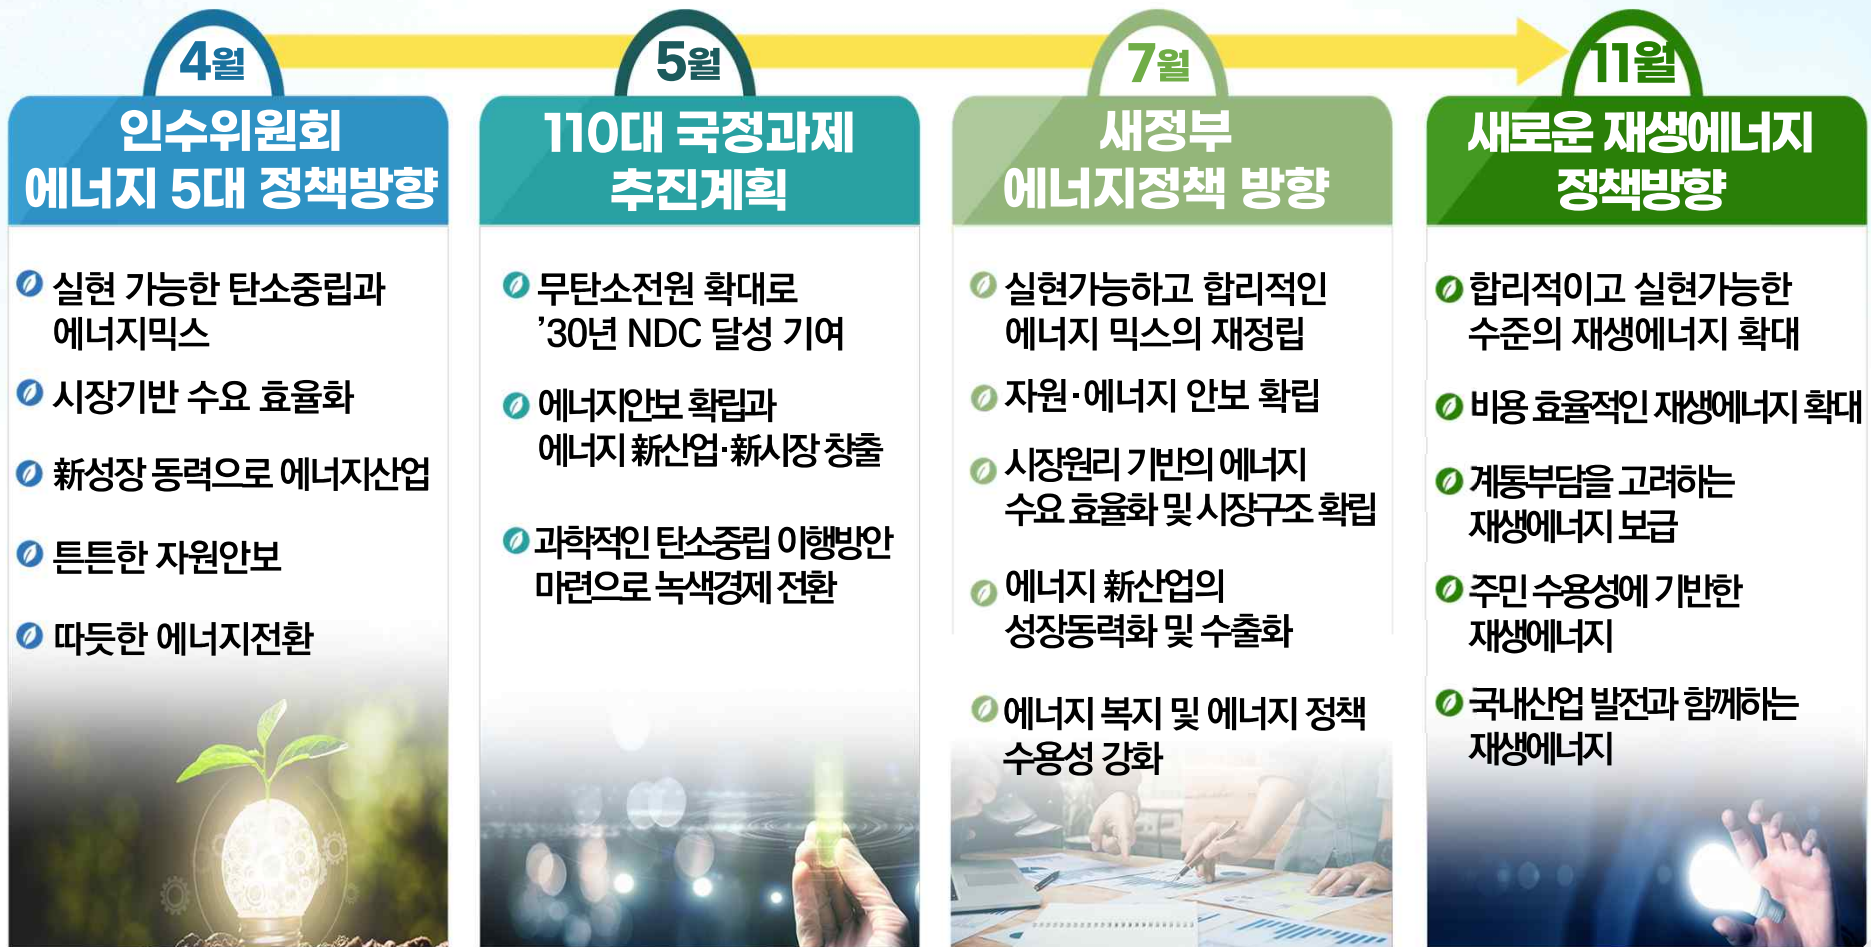 4월
인수위원회
에너지 5대 정책방향
실현 가능한 탄소중립과
에너지믹스
시장기반 수요 효율화
新성장 동력으로 에너지산업
튼튼한 자원안보
따듯한 에너지전환
5월
110대 국정과제
추진계획
무탄소전원 확대로
’30년 NDC 달성 기여
에너지안보 확립과
에너지 新산업·新시장 창출
과학적인 탄소중립 이행방안
마련으로 녹색경제 전환
7월
새정부
에너지정책 방향
실현가능하고 합리적인
에너지 믹스의 재정립
자원·에너지 안보 확립
시장원리 기반의 에너지
수요 효율화 및 시장구조 확립
에너지 新산업의
성장동력화 및 수출화
에너지 복지 및 에너지 정책
수용성 강화
11월
새로운 재생에너지
정책방향
합리적이고 실현가능한
수준의 재생에너지 확대
비용 효율적인 재생에너지 확대
계통부담을 고려하는
재생에너지 보급
주민 수용성에 기반한
재생에너지
국내산업 발전과 함께하는
재생에너지